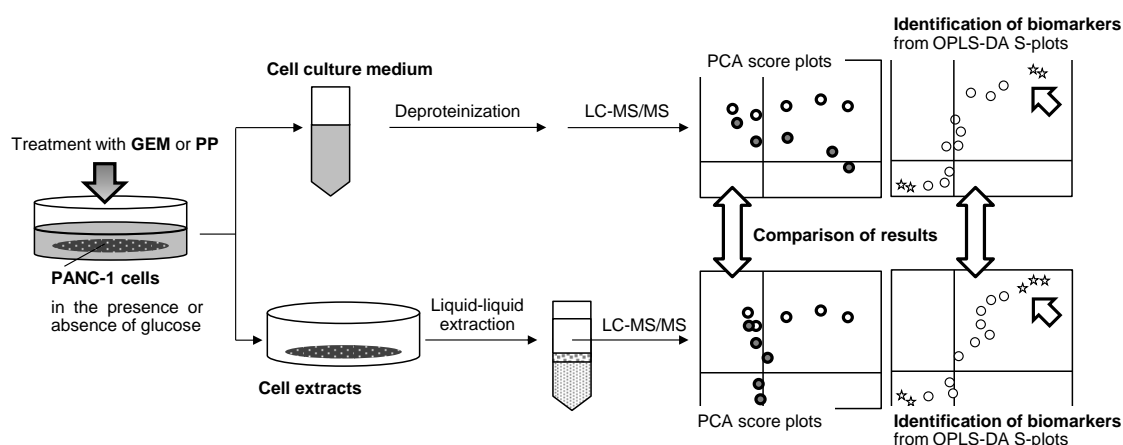 Identification of biomarkers
from OPLS-DA S-plots
PCA score plots
Cell culture medium
Deproteinization
LC-MS/MS
Treatment with GEM or PP
Comparison of results
PANC-1 cells
in the presence or
absence of glucose
Liquid-liquid
extraction
LC-MS/MS
Cell extracts
PCA score plots
Identification of biomarkers
from OPLS-DA S-plots